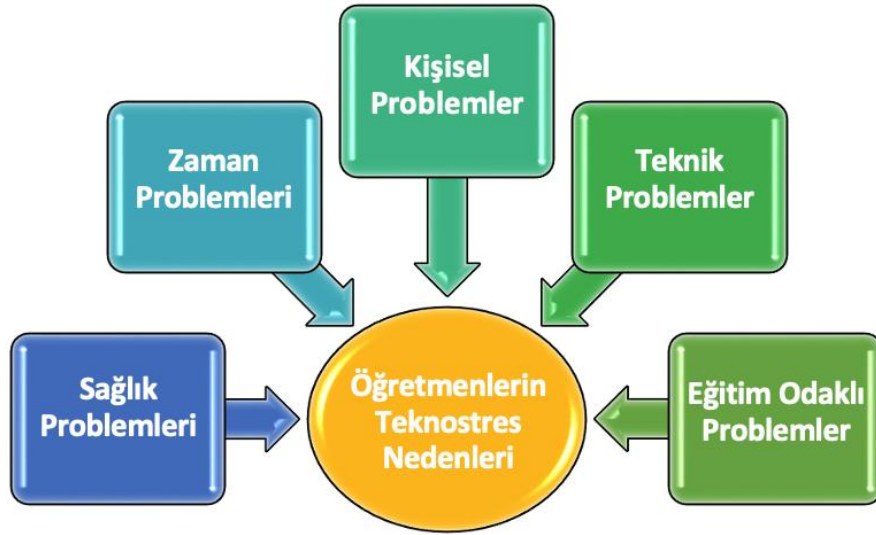 Kişisel
Problemler
Zaman
Problemleri
Teknik
Problemler
Sağlık
Problemleri
Öğretmenlerin
Teknostres
Nedenleri
Eğitim Odaklı
Problemler